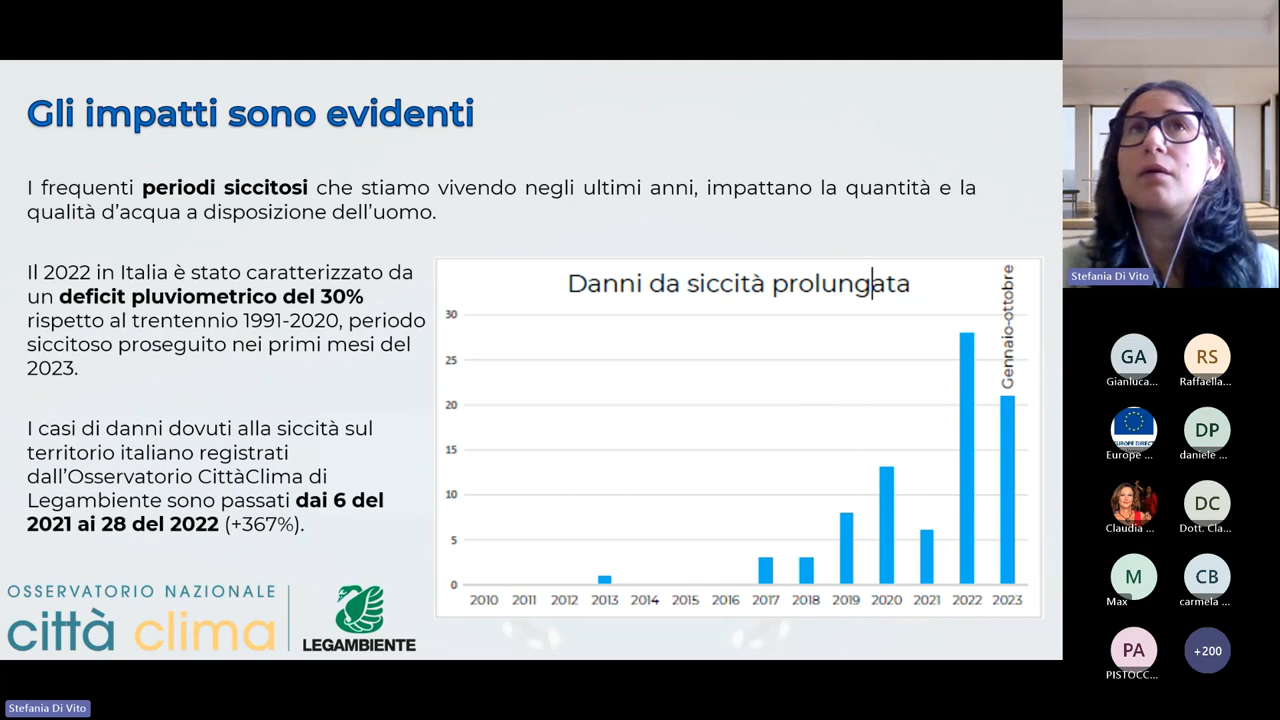 Gli impatti sono evidenti
I frequenti periodi siccitosi che stiamo vivendo negli ultimi anni, impattano la quantità e la
qualità d'acqua a disposizione dell'uomo.
Il 2022 in Italia è stato caratterizzato da
un deficit pluviometrico del 30%
rispetto al trentennio 1991-2020, periodo
siccitoso proseguito nei primi mesi del
2023.
I casi di danni dovuti alla siccità sul
territorio italiano registrati
dall'Osservatorio CittàClima di
Legambiente sono passati dai 6 del
2021 ai 28 del 2022 (+367%).
Danni da siccità prolungata
Gennaio-ottobre
30
25
20
15
10
5
0
2010 2011 2012 2013 2014 2015 2016 2017 2018 2019 2020 2021 2022 2023
OSSERVATORIO NAZIONALE
città clima
LEGAMBIENTE
Stefania Di Vito
GA RS
Gianluca... Raffaella...
EUROPE DIRECT DP
Europe ... daniele ...
DC
Claudia ... Dott. Cla...
M CB
Max carmela ...
PA +200
PISTOCC...
Stefania Di Vito